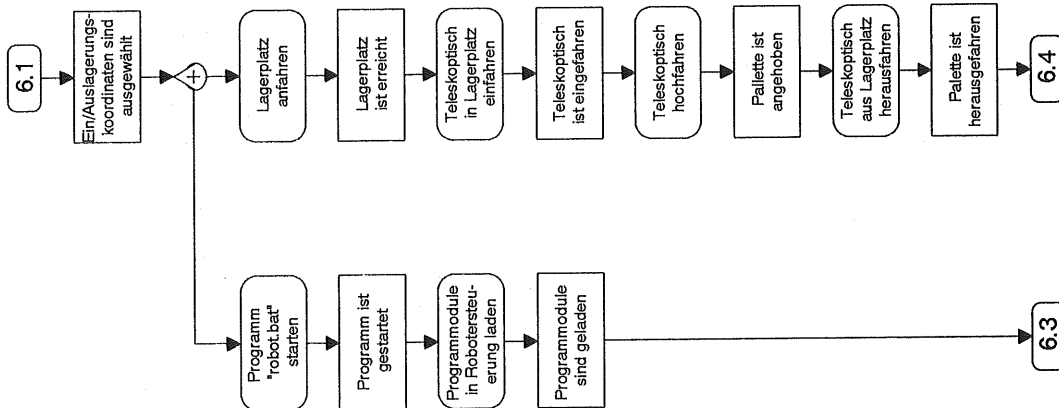 6.1
Ein/Auslagerungs-
koordinaten sind
ausgewählt
+
Lagerplatz
anfahren
Lagerplatz
ist erreicht
Teleskoptisch
in Lagerplatz
einfahren
Teleskoptisch
ist eingefahren
Teleskoptisch
hochfahren
Pallette ist
angehoben
Teleskoptisch
aus Lagerplatz
herausfahren
Palette ist
herausgefahren
6.4
Programm
"robot.bat"
starten
Programm ist
gestartet
Programmodule
in Robotersteu-
erung laden
Programmodule
sind geladen
6.3